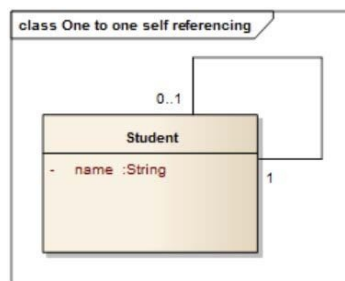 class One to one self referencing
0..1
Student
- name :String
1